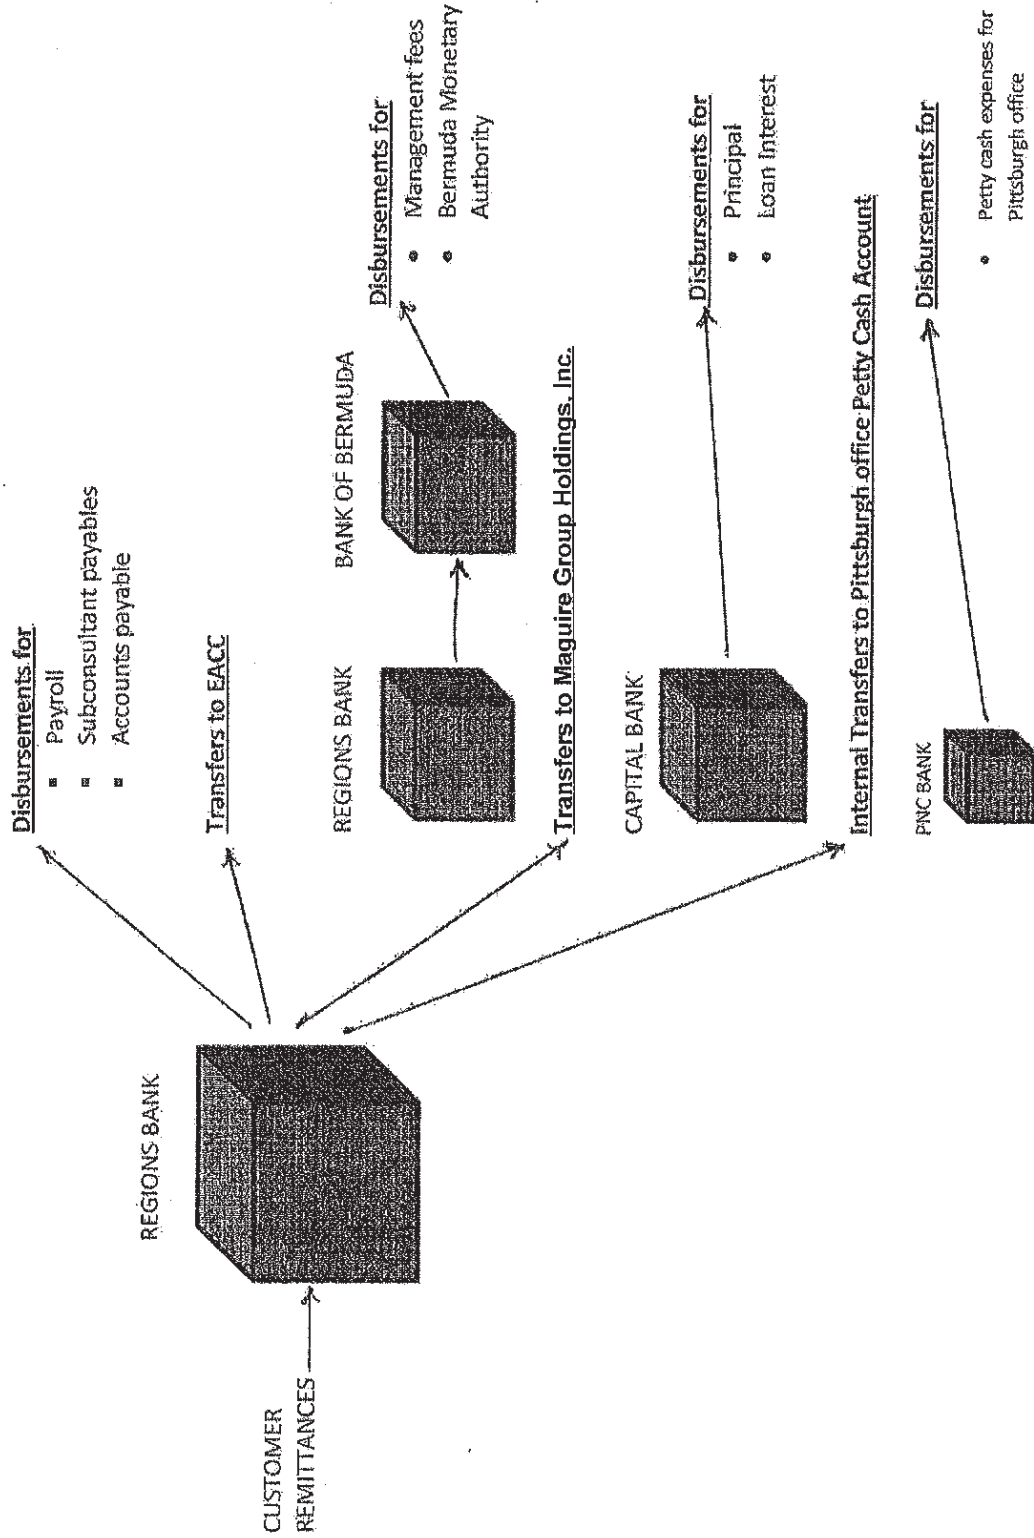 CUSTOMER
REMITTANCES
REGIONS BANK
Disbursements for
▪ Payroll
▪ Subconsultant payables
▪ Accounts payable
Transfers to EACC
REGIONS BANK
BANK OF BERMUDA
Disbursements for
• Management fees
• Bermuda Monetary
Authority
Transfers to Maguire Group Holdings, Inc.
CAPITAL BANK
Disbursements for
• Principal
• Loan Interest
Internal Transfers to Pittsburgh office Petty Cash Account
PNC BANK
Disbursements for
• Petty cash expenses for
Pittsburgh office